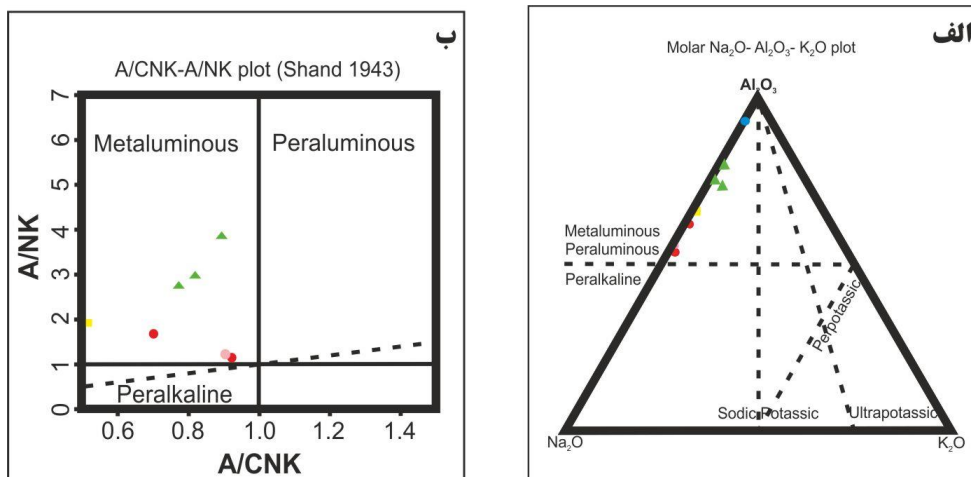 ب
A/CNK-A/NK plot (Shand 1943)
7
6
5
4
3
2
1
0
A/NK
Metaluminous
Peraluminous
Peralkaline
0.6 0.8 1.0 1.2 1.4
A/CNK
الف
Molar Na₂O- Al₂O₃- K₂O plot
Al₂O₃
Metaluminous
Peraluminous
Peralkaline
Perpotassic
Sodic Potassic Ultrapotassic
Na₂O K₂O